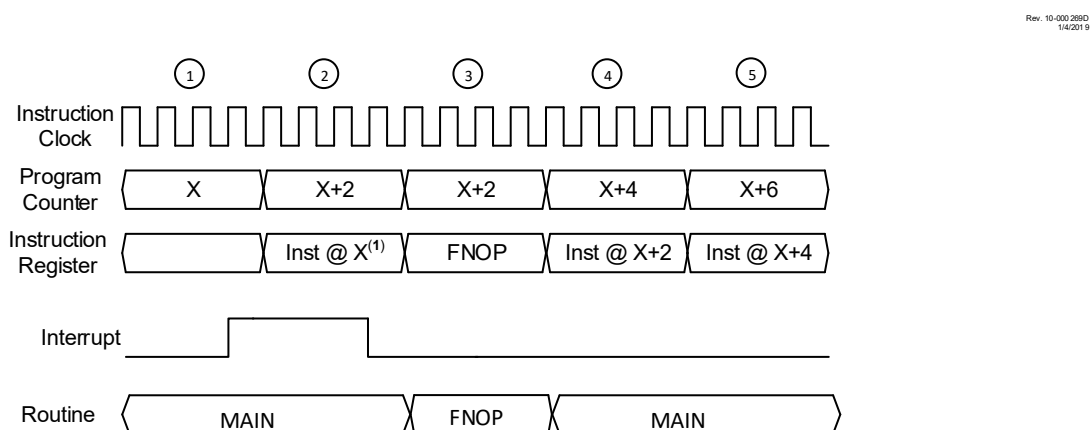 Rev. 10-000 269D
1/4/201 9
1 2 3 4 5
Instruction
Clock
Program
Counter
X X+2 X+2 X+4 X+6
Instruction
Register
Inst @ X(1) FNOP Inst @ X+2 Inst @ X+4
Interrupt
Routine MAIN FNOP MAIN